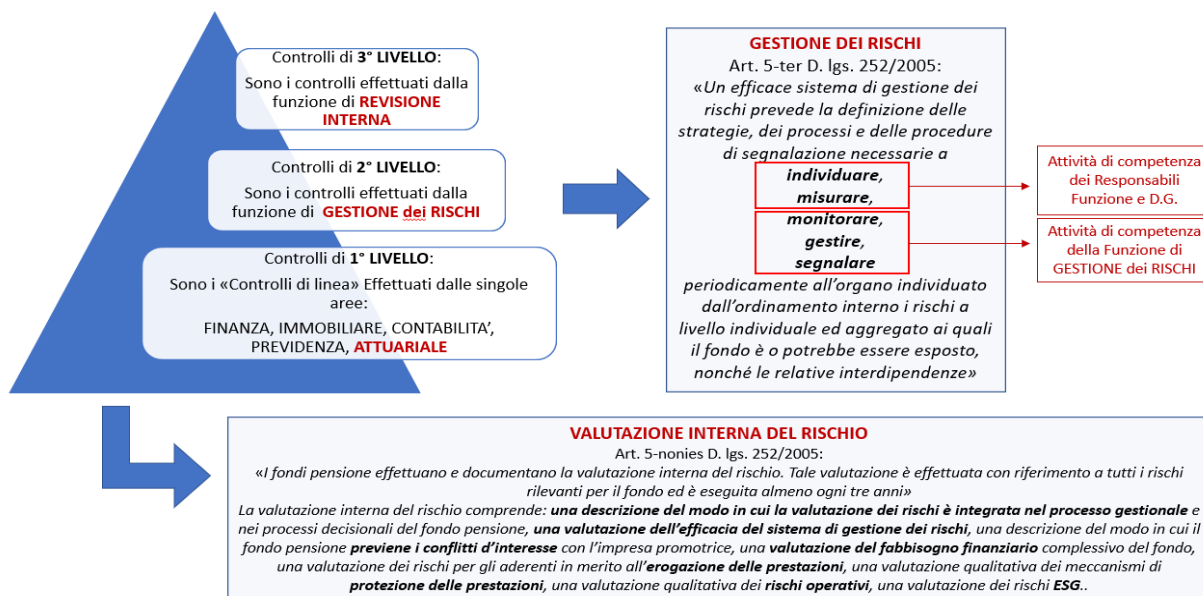 Controlli di 3° LIVELLO:
Sono i controlli effettuati dalla
funzione di REVISIONE
INTERNA
Controlli di 2° LIVELLO:
Sono i controlli effettuati dalla
funzione di GESTIONE dei RISCHI
Controlli di 1° LIVELLO:
Sono i «Controlli di linea» Effettuati dalle singole
aree:
FINANZA, IMMOBILIARE, CONTABILITA’,
PREVIDENZA, ATTUARIALE
GESTIONE DEI RISCHI
Art. 5-ter D. lgs. 252/2005:
«Un efficace sistema di gestione dei
rischi prevede la definizione delle
strategie, dei processi e delle procedure
di segnalazione necessarie a
individuare,
misurare,
monitorare,
gestire,
segnalare
periodicamente all’organo individuato
dall’ordinamento interno i rischi a
livello individuale ed aggregato ai quali
il fondo è o potrebbe essere esposto,
nonché le relative interdipendenze»
Attività di competenza
dei Responsabili
Funzione e D.G.
Attività di competenza
della Funzione di
GESTIONE dei RISCHI
VALUTAZIONE INTERNA DEL RISCHIO
Art. 5-nonies D. lgs. 252/2005:
«I fondi pensione effettuano e documentano la valutazione interna del rischio. Tale valutazione è effettuata con riferimento a tutti i rischi
rilevanti per il fondo ed è eseguita almeno ogni tre anni»
La valutazione interna del rischio comprende: una descrizione del modo in cui la valutazione dei rischi è integrata nel processo gestionale e
nei processi decisionali del fondo pensione, una valutazione dell’efficacia del sistema di gestione dei rischi, una descrizione del modo in cui il
fondo pensione previene i conflitti d’interesse con l’impresa promotrice, una valutazione del fabbisogno finanziario complessivo del fondo,
una valutazione dei rischi per gli aderenti in merito all’erogazione delle prestazioni, una valutazione qualitativa dei meccanismi di
protezione delle prestazioni, una valutazione qualitativa dei rischi operativi, una valutazione dei rischi ESG..